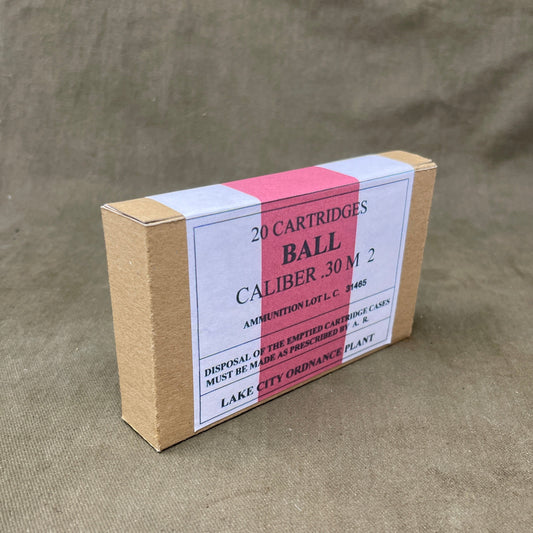 20 CARTRIDGES
BALL
CALIBER .30 M 2
AMMUNITION LOT L. C. 31465
DISPOSAL OF THE EMPTIED CARTRIDGE CASES
MUST BE MADE AS PRESCRIBED BY A. R.
LAKE CITY ORDNANCE PLANT